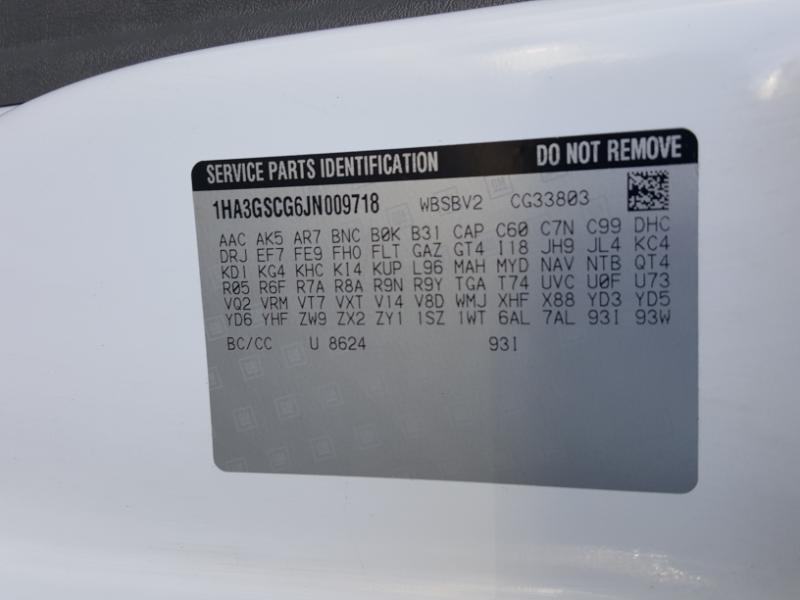 SERVICE PARTS IDENTIFICATION DO NOT REMOVE
1HA3GSCG6JN009718 WBSBV2 CG33803
AAC AK5 AR7 BNC B0K B31 CAP C60 C7N C99 DHC
DRJ EF7 FE9 FHO FLT GAZ GT4 I18 JH9 JL4 KC4
KDI KG4 KHC K14 KUP L96 MAH MYD NAV NTB QT4
R05 R6F R7A R8A R9N R9Y TGA T74 UVC U0F U73
VQ2 VRM VT7 VXT V14 V8D WMJ XHF X88 YD3 YD5
YD6 YHF ZW9 ZX2 ZY1 1SZ 1WT 6AL 7AL 93I 93W
BC/CC U 8624 93I